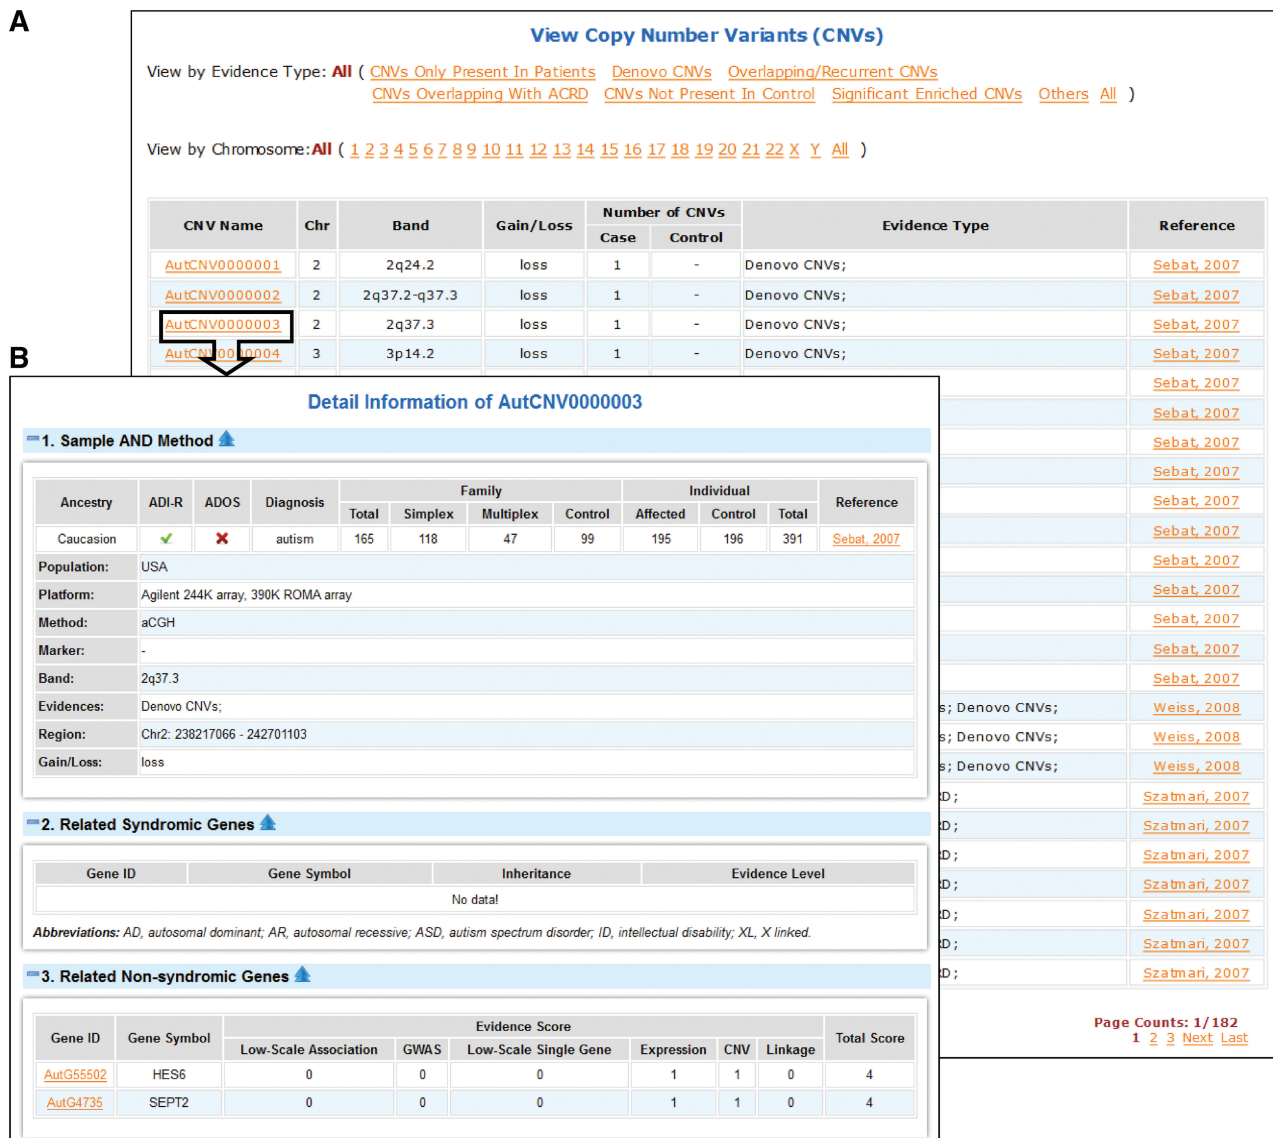 A
View Copy Number Variants (CNVs)
View by Evidence Type: All ( CNVs Only Present In Patients Denovo CNVs Overlapping/Recurrent CNVs
CNVs Overlapping With ACRD CNVs Not Present In Control Significant Enriched CNVs Others All )
View by Chromosome:All ( 1 2 3 4 5 6 7 8 9 10 11 12 13 14 15 16 17 18 19 20 21 22 X Y All )
CNV Name Chr Band Gain/Loss Number of CNVs Evidence Type Reference
Case Control
AutCNV0000001 2 2q24.2 loss 1 - Denovo CNVs; Sebat, 2007
AutCNV0000002 2 2q37.2-q37.3 loss 1 - Denovo CNVs; Sebat, 2007
AutCNV0000003 2 2q37.3 loss 1 - Denovo CNVs; Sebat, 2007
AutCNV0000004 3 3p14.2 loss 1 - Denovo CNVs; Sebat, 2007
Sebat, 2007
Sebat, 2007
Sebat, 2007
Sebat, 2007
Sebat, 2007
Sebat, 2007
Sebat, 2007
Sebat, 2007
Sebat, 2007
Sebat, 2007
Sebat, 2007
s; Denovo CNVs; Weiss, 2008
s; Denovo CNVs; Weiss, 2008
s; Denovo CNVs; Weiss, 2008
RD; Szatmari, 2007
RD; Szatmari, 2007
RD; Szatmari, 2007
RD; Szatmari, 2007
RD; Szatmari, 2007
RD; Szatmari, 2007
RD; Szatmari, 2007
Page Counts: 1/182
1 2 3 Next Last
B
Detail Information of AutCNV0000003
1. Sample AND Method
Ancestry ADI-R ADOS Diagnosis Family Individual Reference
Total Simplex Multiplex Control Affected Control Total
Caucasion autism 165 118 47 99 195 196 391 Sebat, 2007
Population: USA
Platform: Agilent 244K array, 390K ROMA array
Method: aCGH
Marker: -
Band: 2q37.3
Evidences: Denovo CNVs;
Region: Chr2: 238217066 - 242701103
Gain/Loss: loss
2. Related Syndromic Genes
Gene ID Gene Symbol Inheritance Evidence Level
No data!
Abbreviations: AD, autosomal dominant; AR, autosomal recessive; ASD, autism spectrum disorder; ID, intellectual disability; XL, X linked.
3. Related Non-syndromic Genes
Gene ID Gene Symbol Evidence Score Total Score
Low-Scale Association GWAS Low-Scale Single Gene Expression CNV Linkage
AutG55502 HES6 0 0 0 1 1 0 4
AutG4735 SEPT2 0 0 0 1 1 0 4